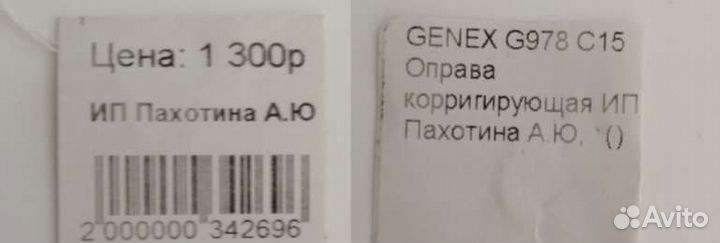 Цена: 1 300р
ИП Пахотина А.Ю
2 000000 342696
GENEX G978 C15
Оправа
корригирующая ИП
Пахотина А.Ю, `()
Avito